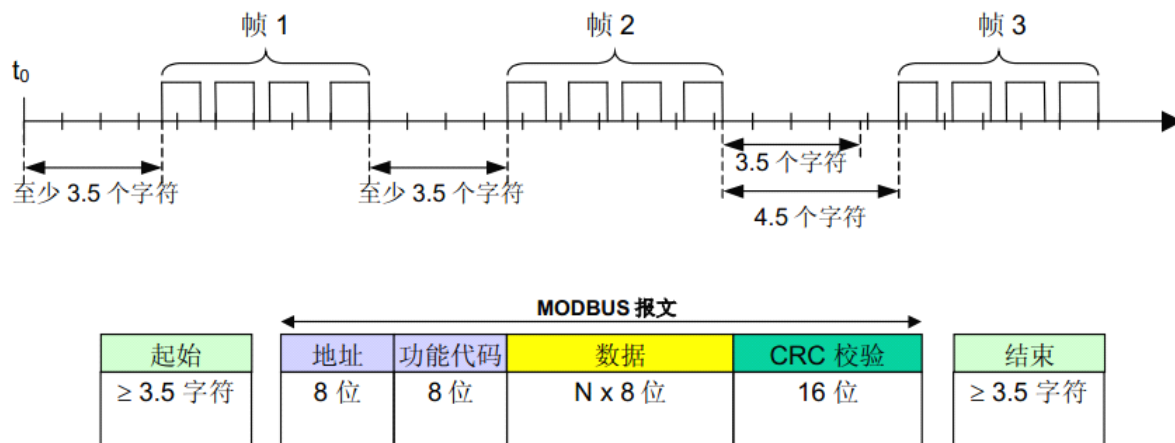 帧 1
帧 2
帧 3
t0
至少 3.5 个字符
至少 3.5 个字符
3.5 个字符
4.5 个字符
MODBUS 报文
起始
地址
功能代码
数据
CRC 校验
结束
≥ 3.5 字符
8 位
8 位
N x 8 位
16 位
≥ 3.5 字符